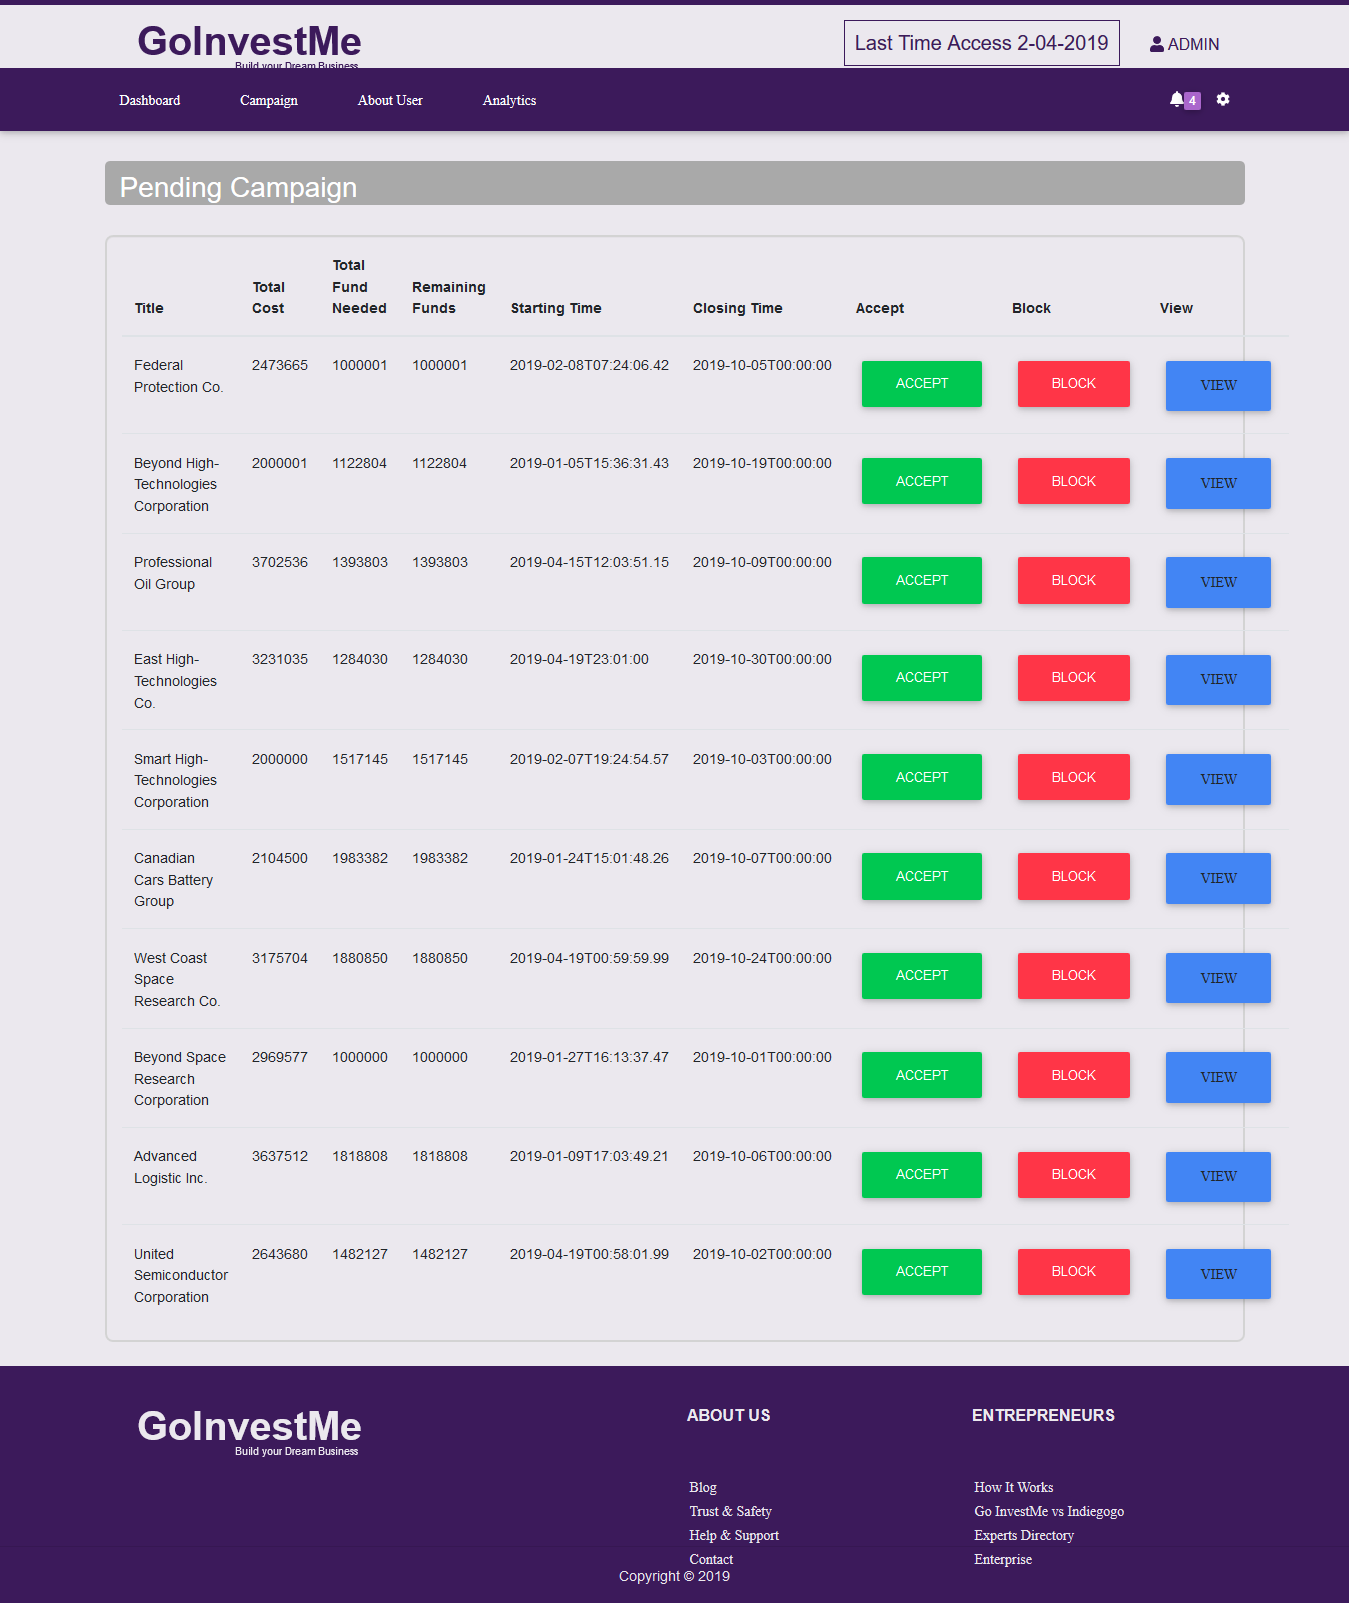 GoInvestMe
Build your Dream Business
Last Time Access 2-04-2019
ADMIN
Dashboard Campaign About User Analytics 4
Pending Campaign
Title Total Cost Total Fund Needed Remaining Funds Starting Time Closing Time Accept Block View
Federal Protection Co. 2473665 1000001 1000001 2019-02-08T07:24:06.42 2019-10-05T00:00:00 ACCEPT BLOCK VIEW
Beyond High-Technologies Corporation 2000001 1122804 1122804 2019-01-05T15:36:31.43 2019-10-19T00:00:00 ACCEPT BLOCK VIEW
Professional Oil Group 3702536 1393803 1393803 2019-04-15T12:03:51.15 2019-10-09T00:00:00 ACCEPT BLOCK VIEW
East High-Technologies Co. 3231035 1284030 1284030 2019-04-19T23:01:00 2019-10-30T00:00:00 ACCEPT BLOCK VIEW
Smart High-Technologies Corporation 2000000 1517145 1517145 2019-02-07T19:24:54.57 2019-10-03T00:00:00 ACCEPT BLOCK VIEW
Canadian Cars Battery Group 2104500 1983382 1983382 2019-01-24T15:01:48.26 2019-10-07T00:00:00 ACCEPT BLOCK VIEW
West Coast Space Research Co. 3175704 1880850 1880850 2019-04-19T00:59:59.99 2019-10-24T00:00:00 ACCEPT BLOCK VIEW
Beyond Space Research Corporation 2969577 1000000 1000000 2019-01-27T16:13:37.47 2019-10-01T00:00:00 ACCEPT BLOCK VIEW
Advanced Logistic Inc. 3637512 1818808 1818808 2019-01-09T17:03:49.21 2019-10-06T00:00:00 ACCEPT BLOCK VIEW
United Semiconductor Corporation 2643680 1482127 1482127 2019-04-19T00:58:01.99 2019-10-02T00:00:00 ACCEPT BLOCK VIEW
GoInvestMe
Build your Dream Business
ABOUT US
Blog
Trust & Safety
Help & Support
Contact
ENTREPRENEURS
How It Works
Go InvestMe vs Indiegogo
Experts Directory
Enterprise
Copyright © 2019